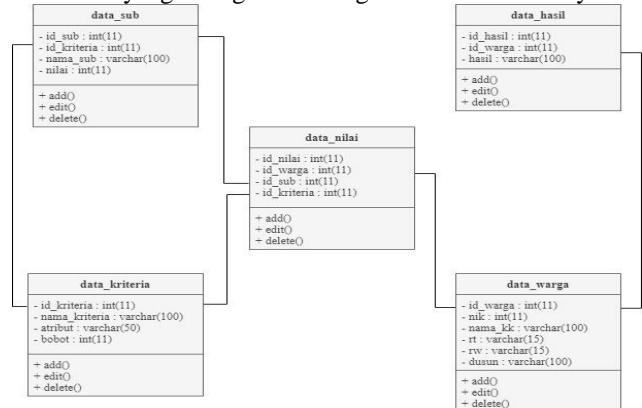 data_sub
- id_sub : int(11)
- id_kriteria : int(11)
- nama_sub : varchar(100)
- nilai : int(11)
+ add()
+ edit()
+ delete()
data_hasil
- id_hasil : int(11)
- id_warga : int(11)
- hasil : varchar(100)
+ add()
+ edit()
+ delete()
data_nilai
- id_nilai : int(11)
- id_warga : int(11)
- id_sub : int(11)
- id_kriteria : int(11)
+ add()
+ edit()
+ delete()
data_kriteria
- id_kriteria : int(11)
- nama_kriteria : varchar(100)
- atribut : varchar(50)
- bobot : int(11)
+ add()
+ edit()
+ delete()
data_warga
- id_warga : int(11)
- nik : int(11)
- nama_kk : varchar(100)
- rt : varchar(15)
- rw : varchar(15)
- dusun : varchar(100)
+ add()
+ edit()
+ delete()